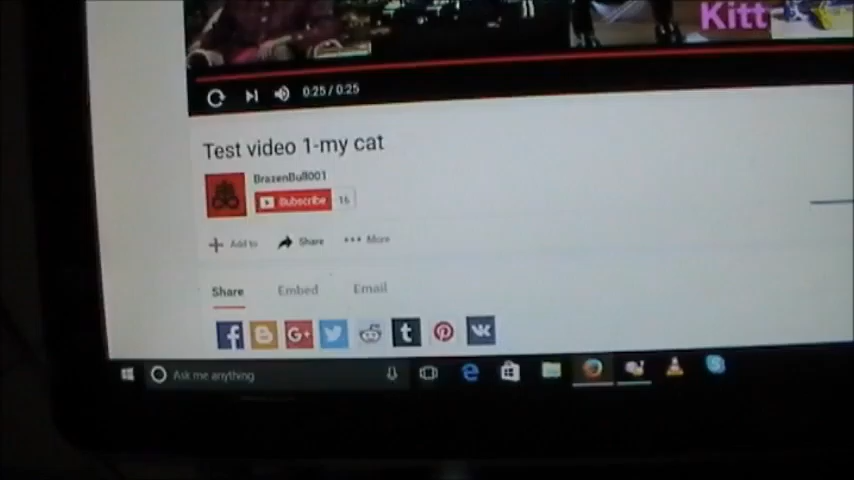 Kitt
0:25 / 0:25
Test video 1-my cat
BrazenBull001
Subscribe 16
Add to Share More
Share Embed Email
f G+ t VK
Ask me anything